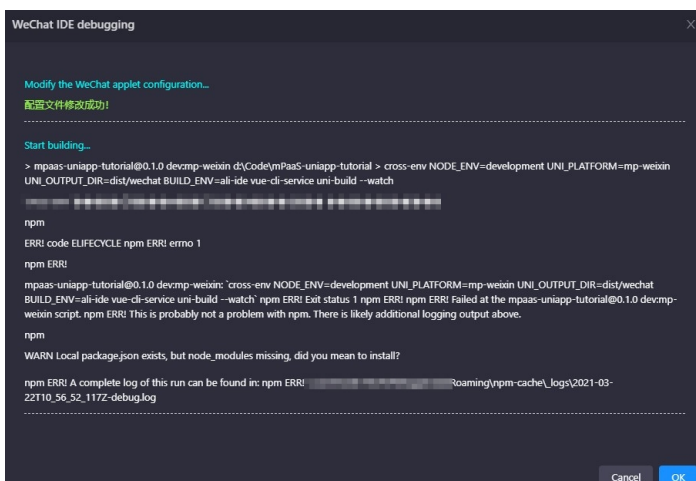 WeChat IDE debugging
Modify the WeChat applet configuration...
配置文件修改成功!
Start building...
> mpaas-uniapp-tutorial@0.1.0 dev:mp-weixin d:\Code\mPaaS-uniapp-tutorial > cross-env NODE_ENV=development UNI_PLATFORM=mp-weixin
UNI_OUTPUT_DIR=dist/wechat BUILD_ENV=ali-ide vue-cli-service uni-build --watch
npm
ERR! code ELIFECYCLE npm ERR! errno 1
npm ERR!
mpaas-uniapp-tutorial@0.1.0 dev:mp-weixin: `cross-env NODE_ENV=development UNI_PLATFORM=mp-weixin UNI_OUTPUT_DIR=dist/wechat
BUILD_ENV=ali-ide vue-cli-service uni-build --watch` npm ERR! Exit status 1 npm ERR! npm ERR! Failed at the mpaas-uniapp-tutorial@0.1.0 dev:mp-
weixin script. npm ERR! This is probably not a problem with npm. There is likely additional logging output above.
npm
WARN Local package.json exists, but node_modules missing, did you mean to install?
npm ERR! A complete log of this run can be found in: npm ERR! Roaming\npm-cache\_logs\2021-03-
22T10_56_52_117Z-debug.log
Cancel
OK